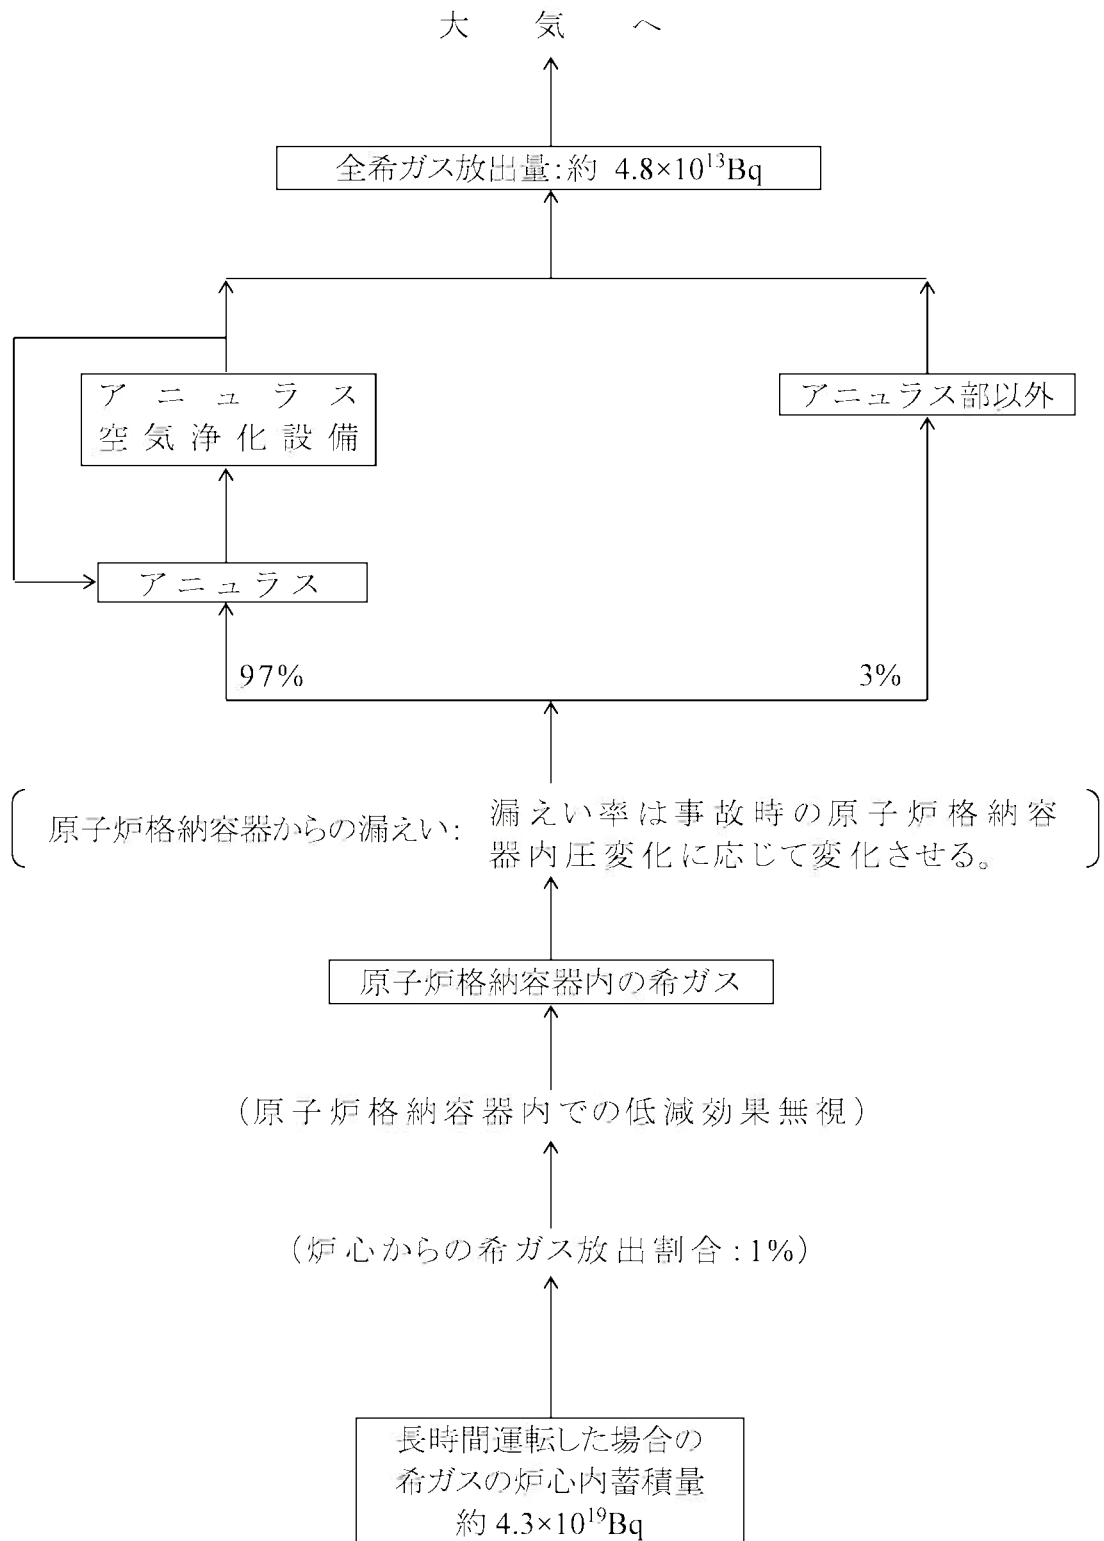 大気へ
全希ガス放出量:約 4.8×10¹³Bq
アニュラス
空気浄化設備
アニュラス部以外
アニュラス
97%
3%
原子炉格納容器からの漏えい:
漏えい率は事故時の原子炉格納容
器内圧変化に応じて変化させる。
原子炉格納容器内の希ガス
(原子炉格納容器内での低減効果無視)
(炉心からの希ガス放出割合:1%)
長時間運転した場合の
希ガスの炉心内蓄積量
約 4.3×10¹⁹Bq